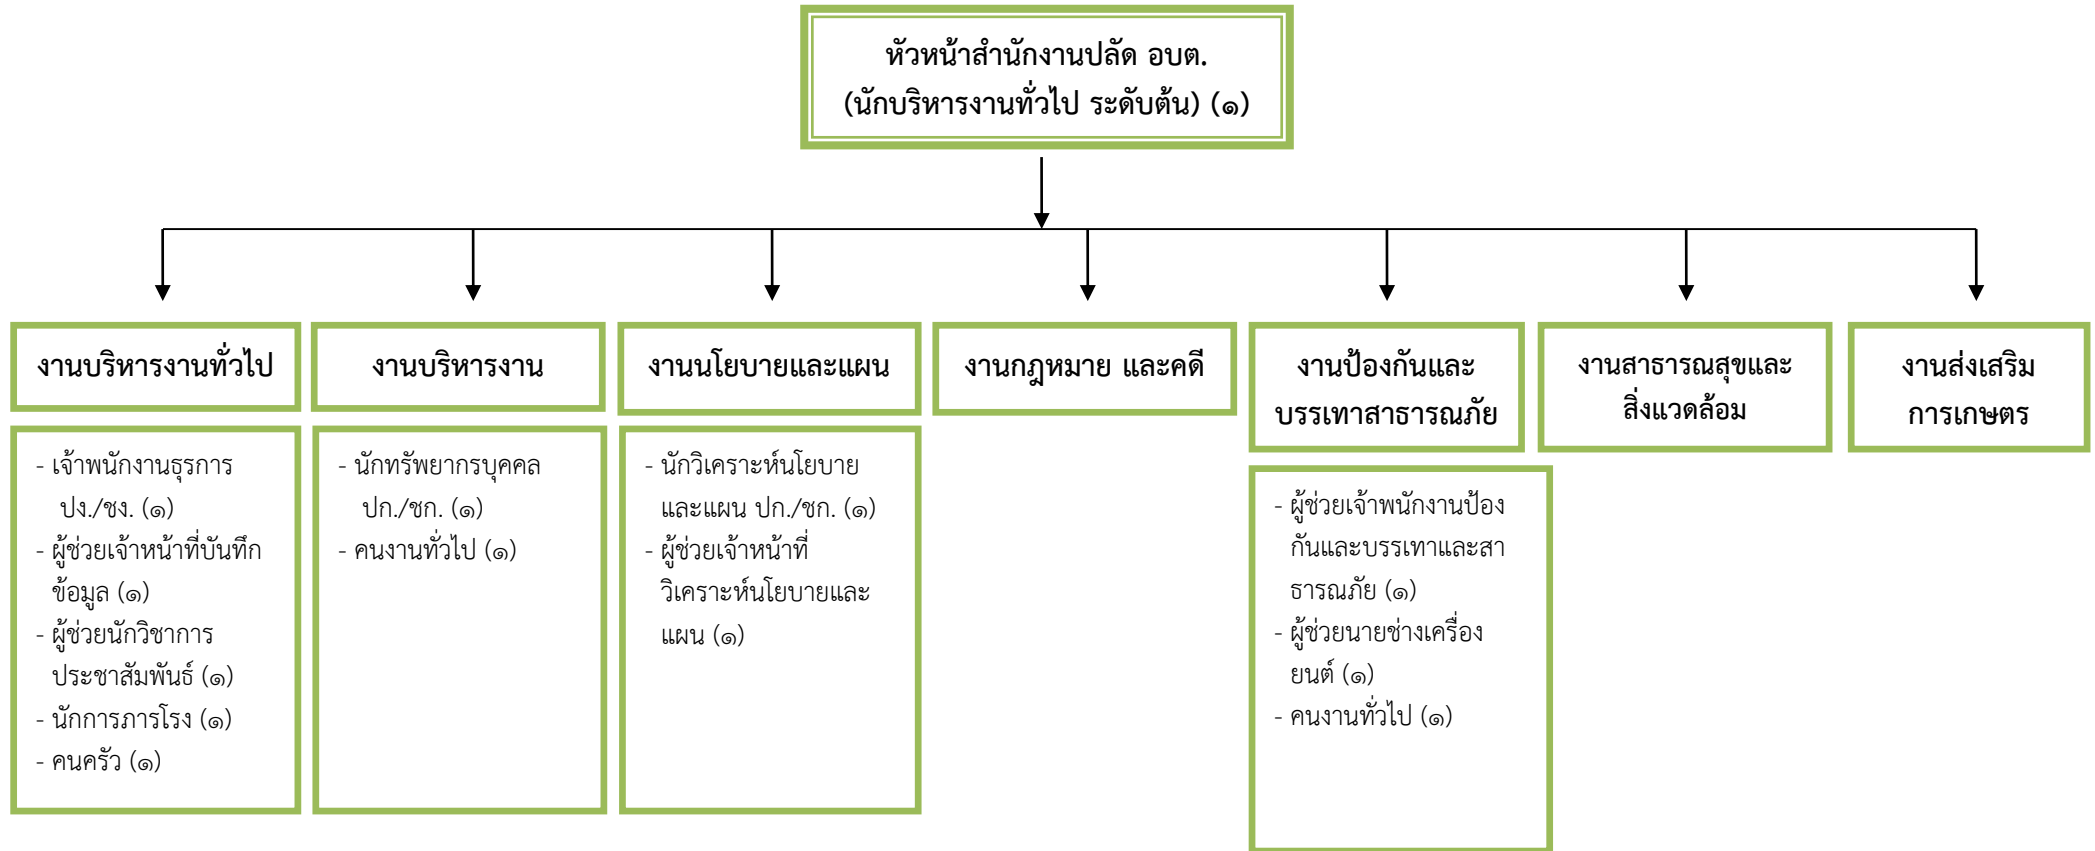 หัวหน้าสำนักงานปลัด อบต.
(นักบริหารงานทั่วไป ระดับต้น) (๑)
งานบริหารงานทั่วไป
งานบริหารงาน
งานนโยบายและแผน
งานกฎหมาย และคดี
งานป้องกันและ
บรรเทาสาธารณภัย
งานสาธารณสุขและ
สิ่งแวดล้อม
งานส่งเสริม
การเกษตร
- เจ้าพนักงานธุรการ
ปง./ชง. (๑)
- ผู้ช่วยเจ้าหน้าที่บันทึก
ข้อมูล (๑)
- ผู้ช่วยนักวิชาการ
ประชาสัมพันธ์ (๑)
- นักการภารโรง (๑)
- คนครัว (๑)
- นักทรัพยากรบุคคล
ปก./ชก. (๑)
- คนงานทั่วไป (๑)
- นักวิเคราะห์นโยบาย
และแผน ปก./ชก. (๑)
- ผู้ช่วยเจ้าหน้าที่
วิเคราะห์นโยบายและ
แผน (๑)
- ผู้ช่วยเจ้าพนักงานป้อง
กันและบรรเทาและสา
ธารณภัย (๑)
- ผู้ช่วยนายช่างเครื่อง
ยนต์ (๑)
- คนงานทั่วไป (๑)